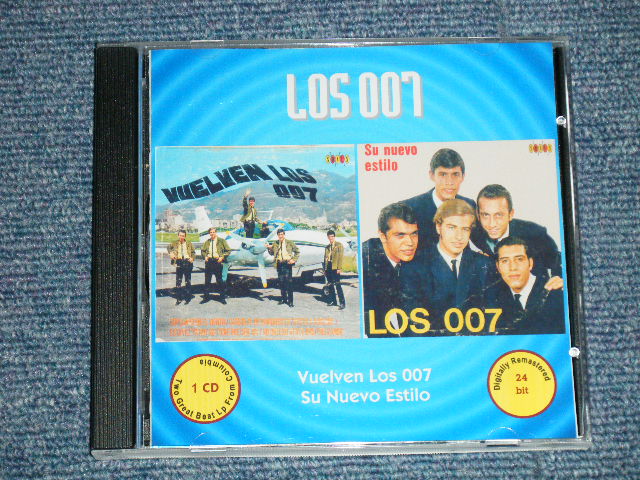 LOS 007
VUELVEN LOS
007
Su nuevo
estilo
LOS 007
1 CD
Two Great Beat Lp From Columbia
Vuelven Los 007
Su Nuevo Estilo
Digitally Remastered
24
bit